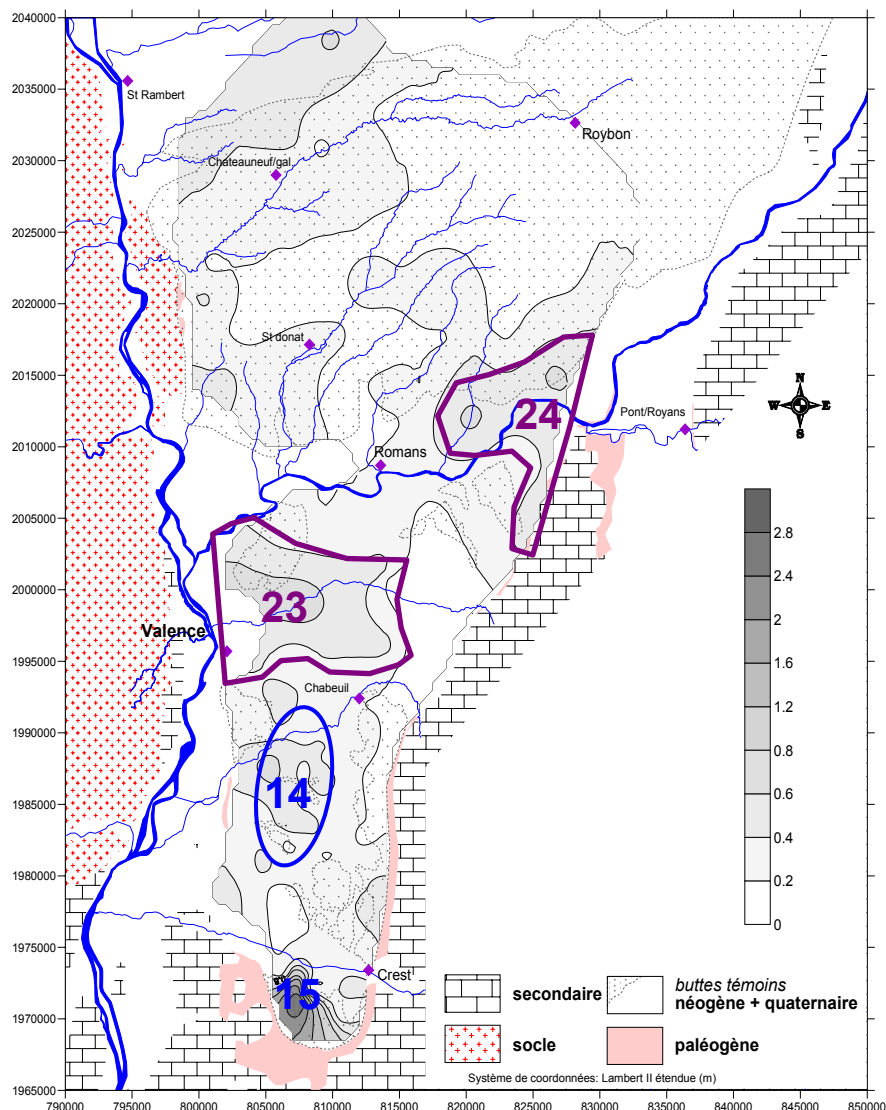 2040000
2035000
2030000
2025000
2020000
2015000
2010000
2005000
2000000
1995000
1990000
1985000
1980000
1975000
1970000
1965000
St Rambert
Roybon
Chateauneuf/gal.
St donat
24
Pont/Royans
N
W E
S
Romans
23
Valence
Chabeuil
14
Crest
15
2.8
2.4
2
1.6
1.2
0.8
0.6
0.4
0.2
0
secondaire
buttes témoins
néogène + quaternaire
socle
paléogène
Système de coordonnées: Lambert II étendue (m)
790000 795000 800000 805000 810000 815000 820000 825000 830000 835000 840000 845000 850000